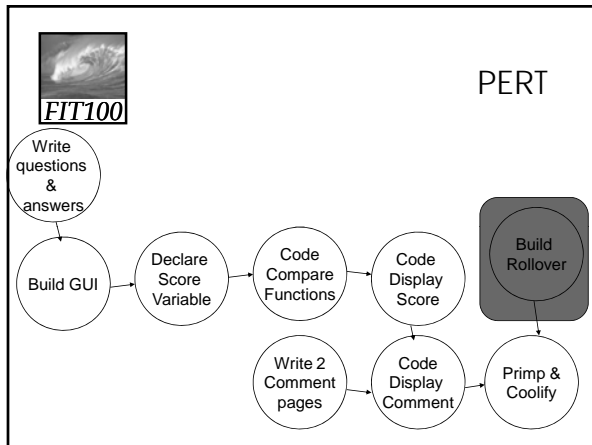 FIT100
PERT
Write
questions
&
answers
Build GUI
Declare
Score
Variable
Code
Compare
Functions
Code
Display
Score
Build
Rollover
Write 2
Comment
pages
Code
Display
Comment
Primp &
Coolify